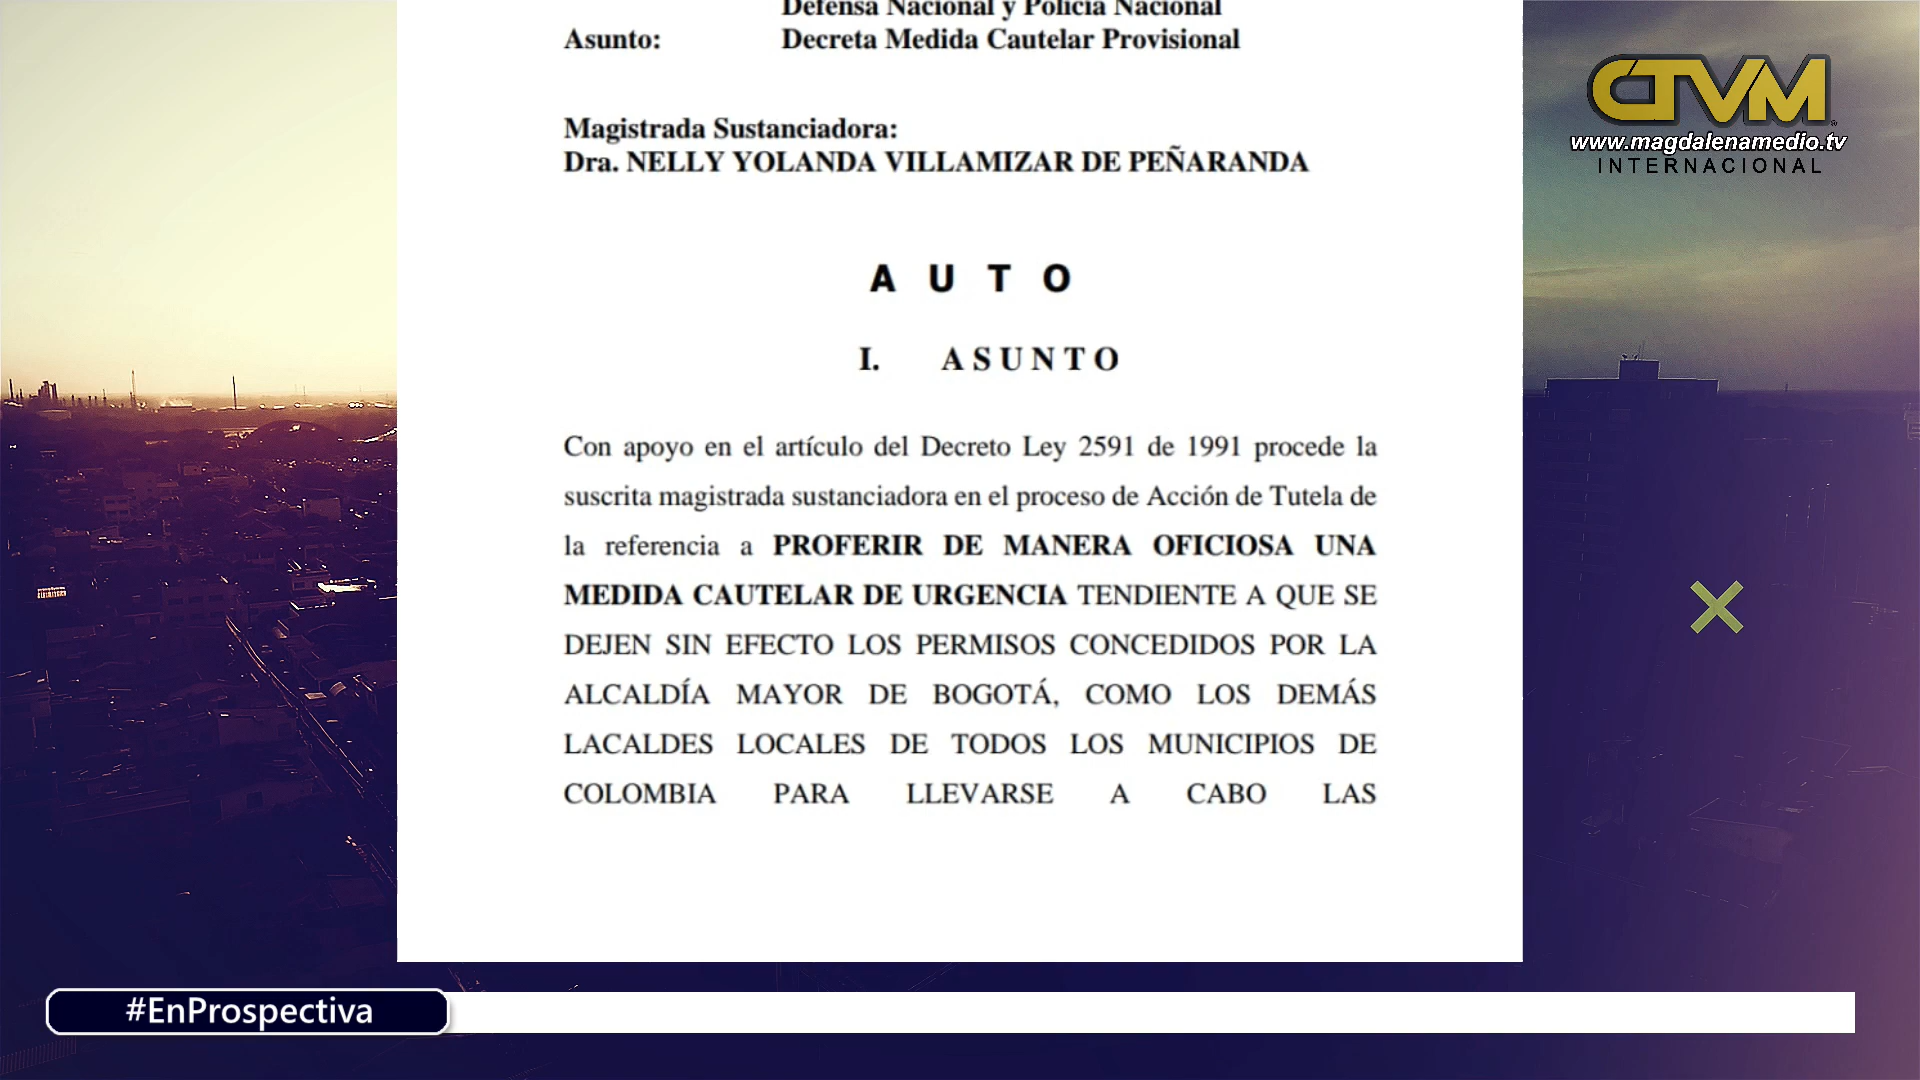 Defensa Nacional y Policía Nacional
Asunto: Decreta Medida Cautelar Provisional
Magistrada Sustanciadora:
Dra. NELLY YOLANDA VILLAMIZAR DE PEÑARANDA
A U T O
I. A S U N T O
Con apoyo en el artículo del Decreto Ley 2591 de 1991 procede la
suscrita magistrada sustanciadora en el proceso de Acción de Tutela de
la referencia a PROFERIR DE MANERA OFICIOSA UNA
MEDIDA CAUTELAR DE URGENCIA TENDIENTE A QUE SE
DEJEN SIN EFECTO LOS PERMISOS CONCEDIDOS POR LA
ALCALDÍA MAYOR DE BOGOTÁ, COMO LOS DEMÁS
LACALDES LOCALES DE TODOS LOS MUNICIPIOS DE
COLOMBIA PARA LLEVARSE A CABO LAS
CTVM
www.magdalenamedio.tv
INTERNACIONAL
#EnProspectiva